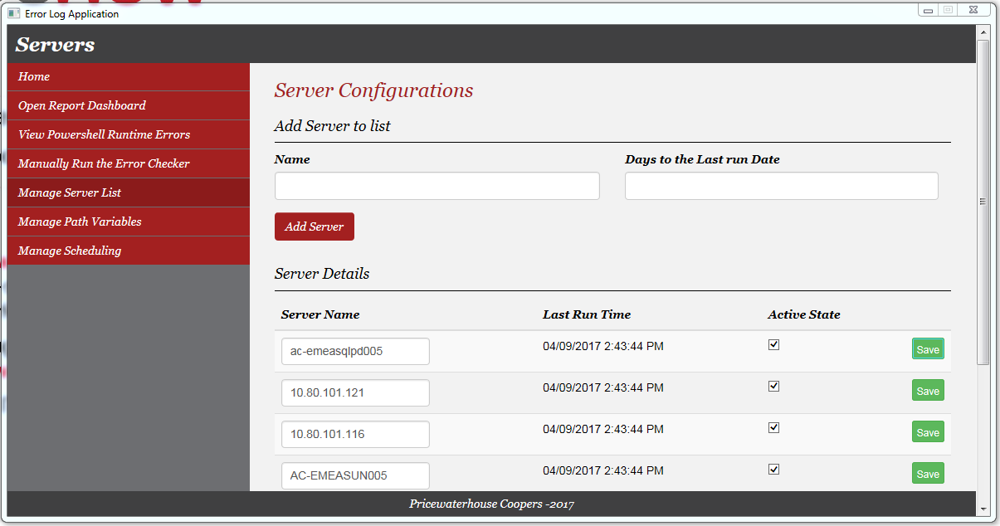 Error Log Application
Servers
Home
Open Report Dashboard
View Powershell Runtime Errors
Manually Run the Error Checker
Manage Server List
Manage Path Variables
Manage Scheduling
Server Configurations
Add Server to list
Name Days to the Last run Date
Add Server
Server Details
Server Name Last Run Time Active State
ac-emeasqlpd005 04/09/2017 2:43:44 PM Save
10.80.101.121 04/09/2017 2:43:44 PM Save
10.80.101.116 04/09/2017 2:43:44 PM Save
AC-EMEASUN005 04/09/2017 2:43:44 PM Save
Pricewaterhouse Coopers -2017